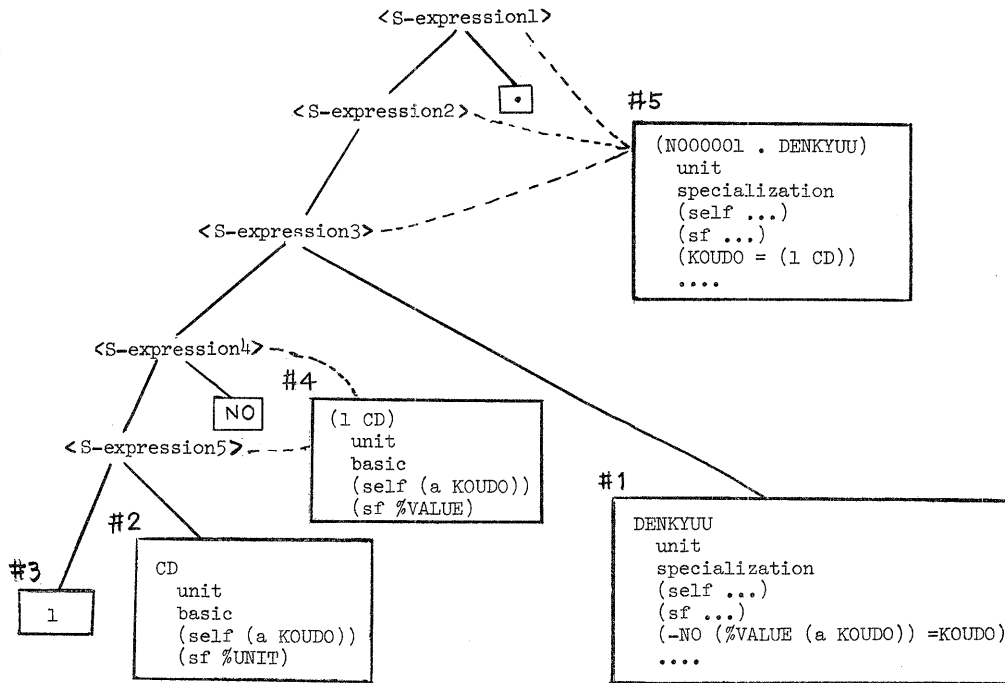 <S-expression1>
.
<S-expression2>
#5
(N000001 . DENKYUU)
unit
specialization
(self ...)
(sf ...)
(KOUDO = (1 CD))
....
<S-expression3>
<S-expression4>
NO
#4
(1 CD)
unit
basic
(self (a KOUDO))
(sf %VALUE)
<S-expression5>
#1
DENKYUU
unit
specialization
(self ...)
(sf ...)
(-NO (%VALUE (a KOUDO)) =KOUDO)
....
#2
CD
unit
basic
(self (a KOUDO))
(sf %UNIT)
#3
1